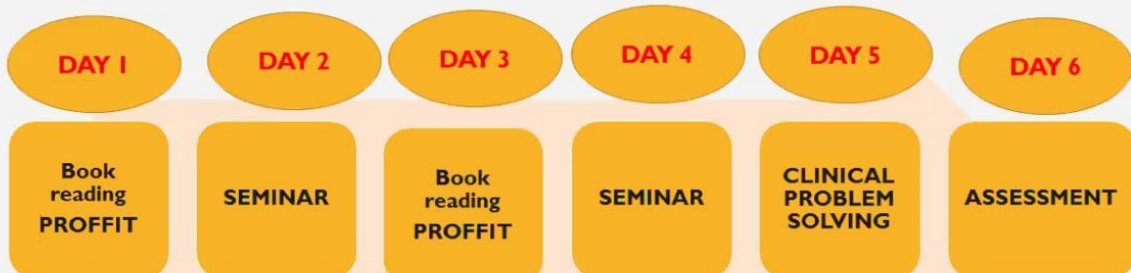 DAY 1
DAY 2
DAY 3
DAY 4
DAY 5
DAY 6
Book
reading
PROFFIT
SEMINAR
Book
reading
PROFFIT
SEMINAR
CLINICAL
PROBLEM
SOLVING
ASSESSMENT